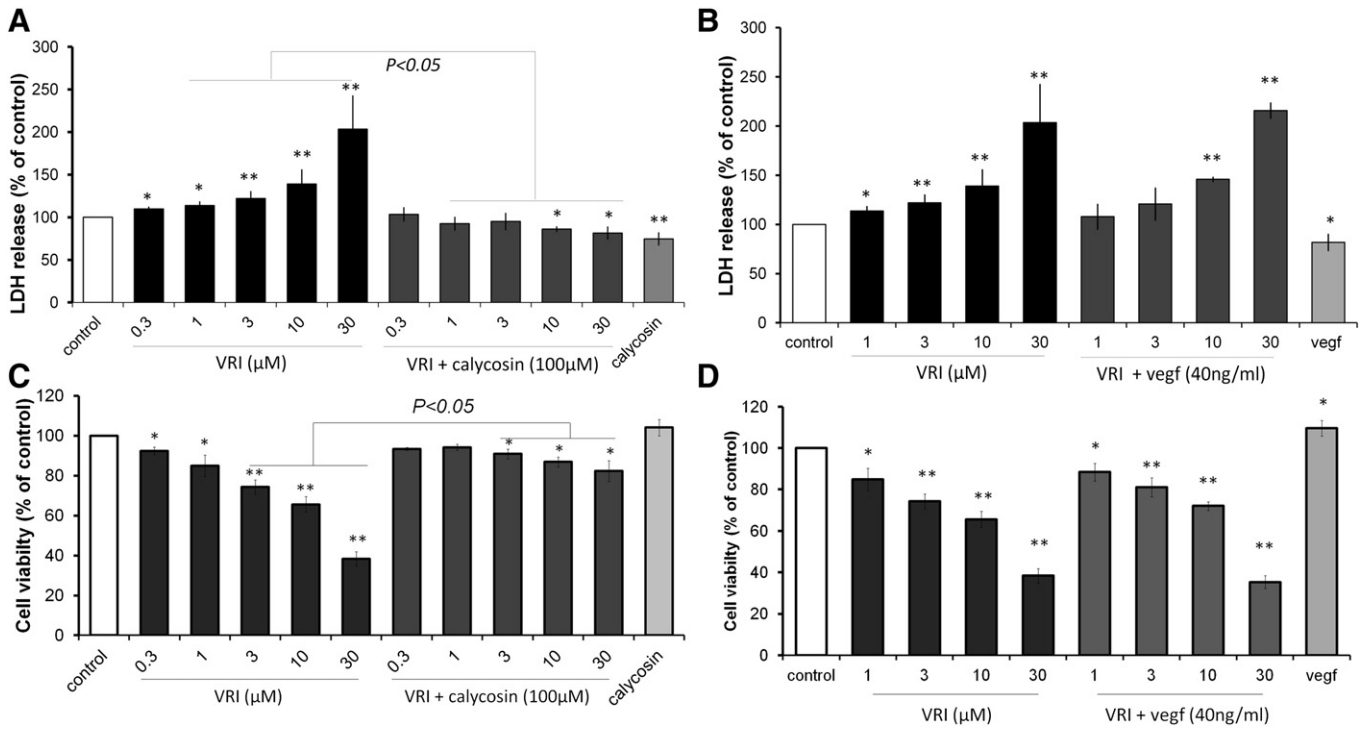 A
LDH release (% of control)
300
250
200
150
100
50
0
P<0.05
* * ** ** ** * * **
control 0.3 1 3 10 30 0.3 1 3 10 30 calycosin
VRI (µM) VRI + calycosin (100µM)
B
LDH release (% of control)
300
250
200
150
100
50
0
* ** ** ** ** ** *
control 1 3 10 30 1 3 10 30 vegf
VRI (µM) VRI + vegf (40ng/ml)
C
Cell viabilty (% of control)
120
100
80
60
40
20
0
P<0.05
* * ** ** ** * * *
control 0.3 1 3 10 30 0.3 1 3 10 30 calycosin
VRI (µM) VRI + calycosin (100µM)
D
Cell viabilty (% of control)
120
100
80
60
40
20
0
* ** ** ** * ** ** ** *
control 1 3 10 30 1 3 10 30 vegf
VRI (µM) VRI + vegf (40ng/ml)